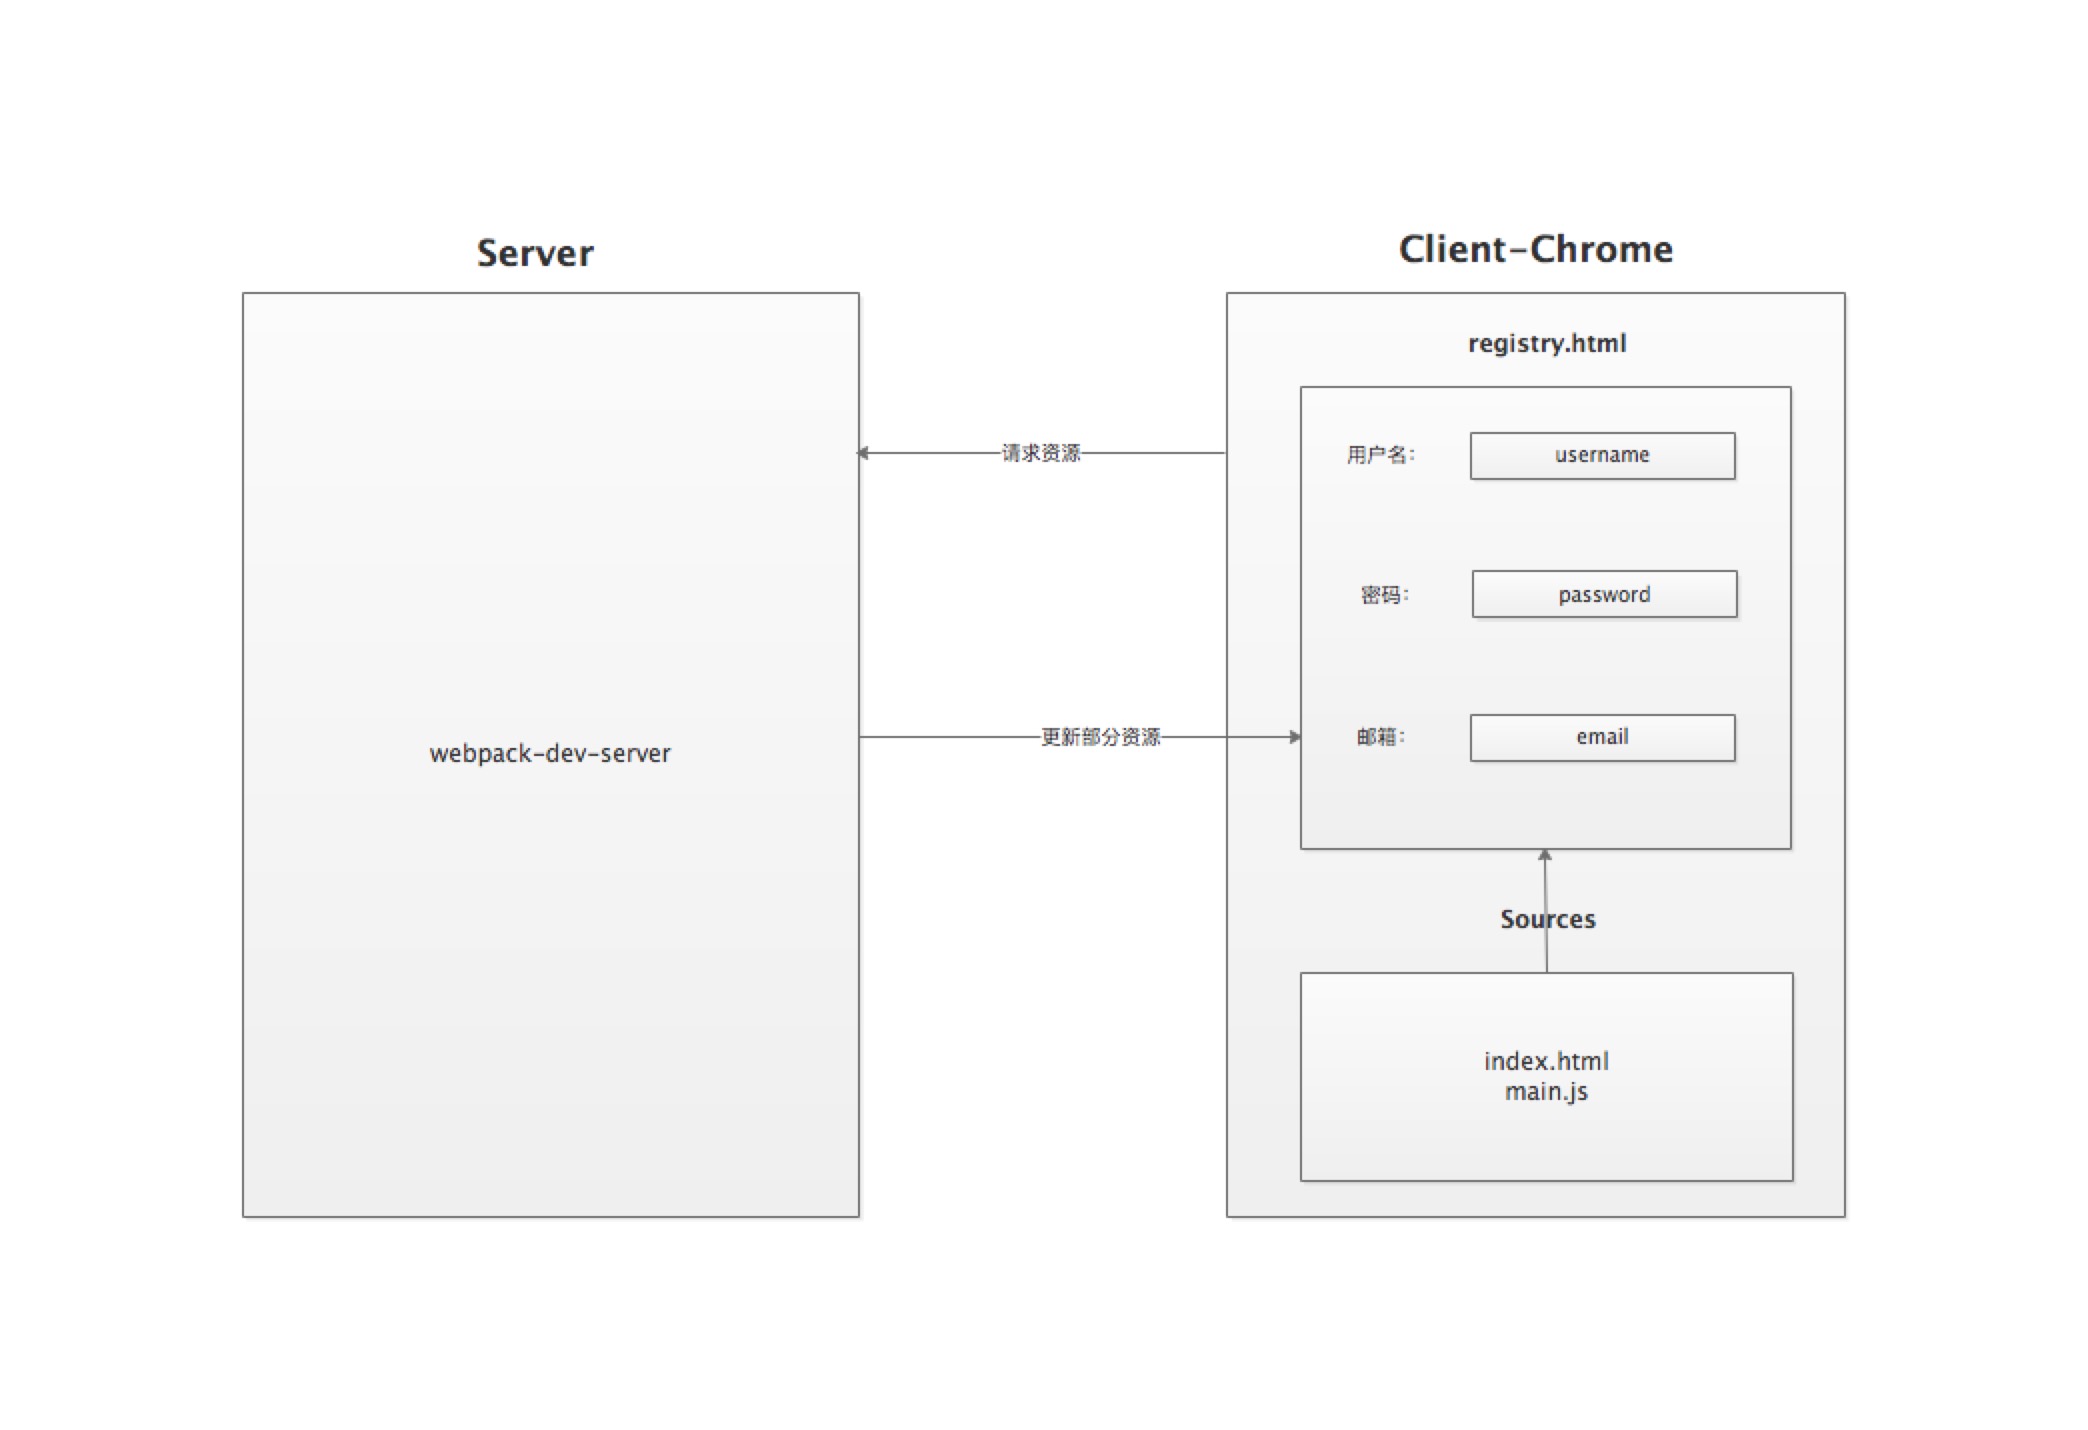 Server
Client-Chrome
registry.html
请求资源
用户名：
username
密码：
password
webpack-dev-server
更新部分资源
邮箱：
email
Sources
index.html
main.js